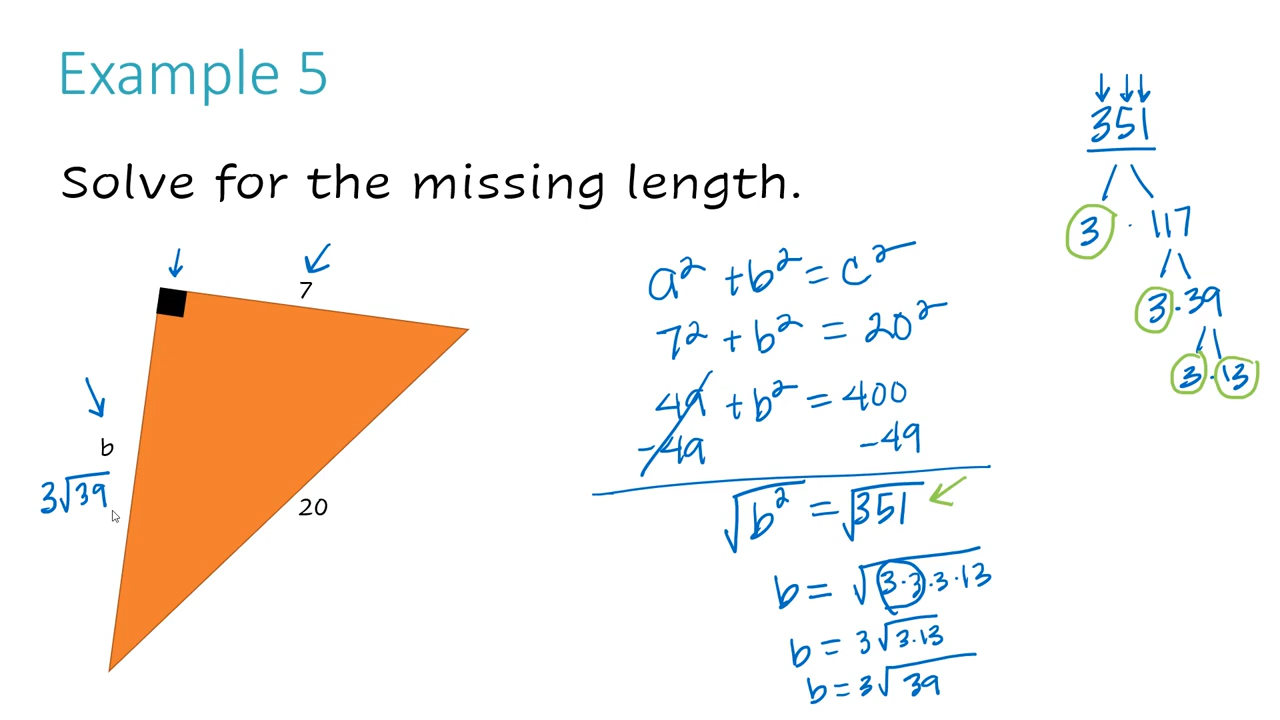 Example 5
Solve for the missing length.
7
b
3√39
20
a² + b² = c²
7² + b² = 20²
49 + b² = 400
-49 -49
√b² = √351
b = √3·3·3·13
b = 3√3·13
b = 3√39
351
3 · 117
3 · 39
3 · 13